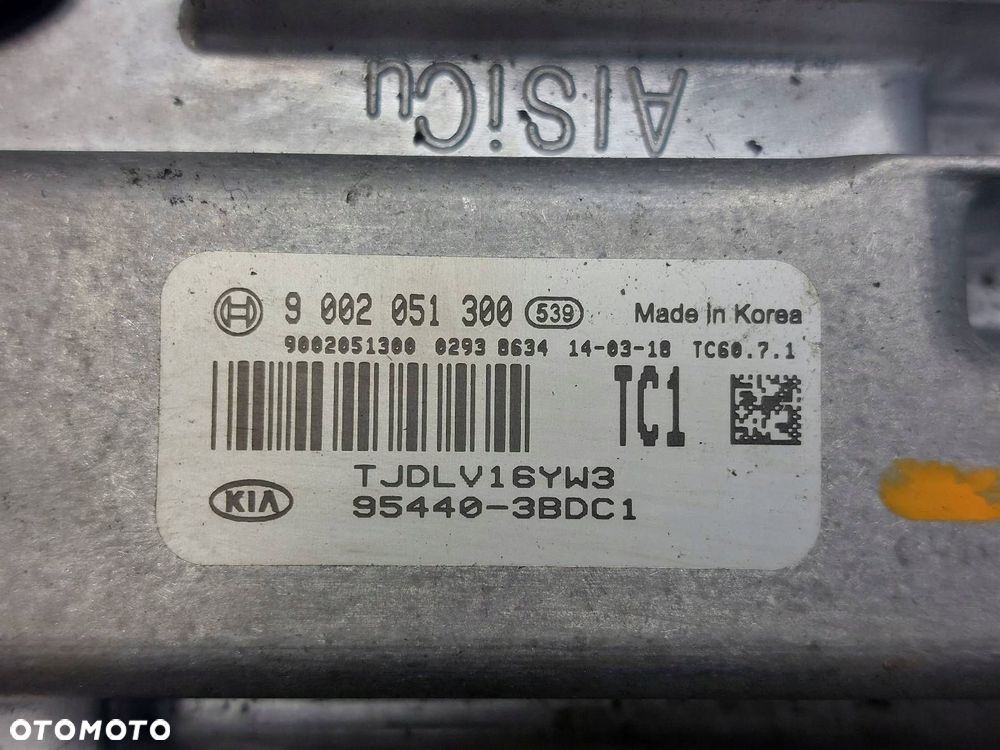 AlSiCu
9 002 051 300 539 Made in Korea
9002051300 0293 8634 14-03-18 TC60.7.1
TC1
TJDLV16YW3
KIA 95440-3BDC1
OTOMOTO